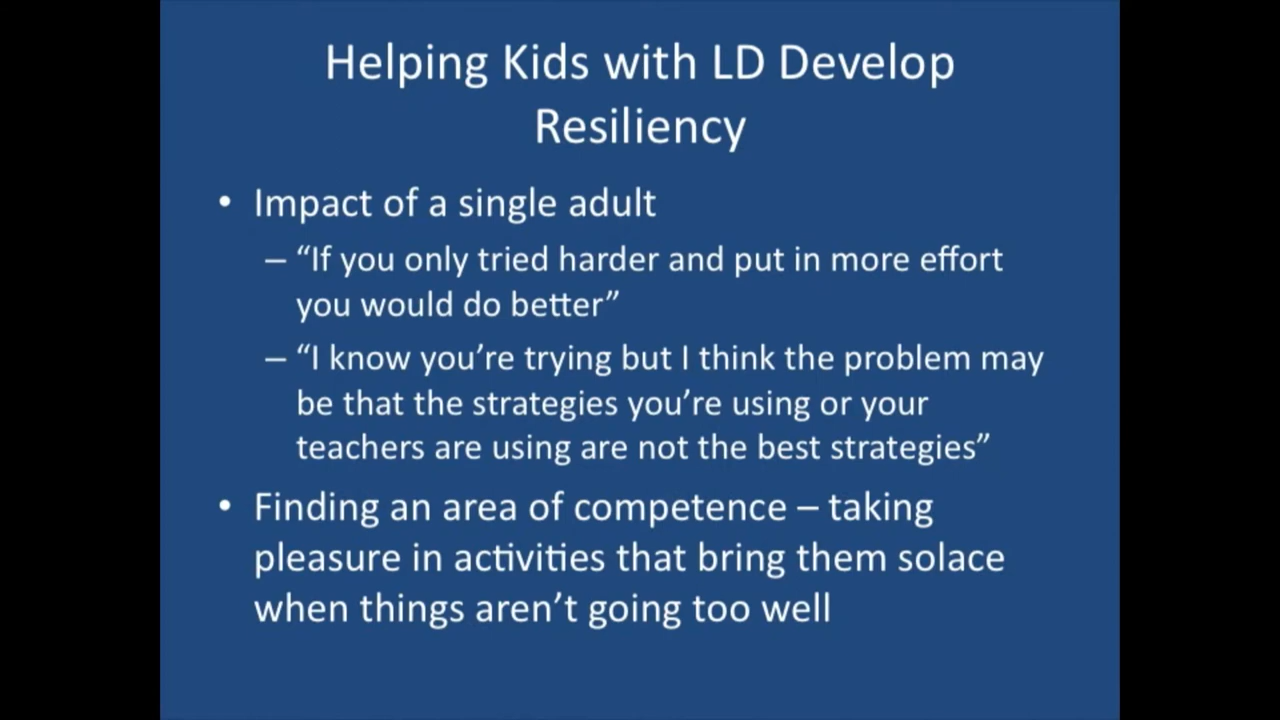 Helping Kids with LD Develop
Resiliency
• Impact of a single adult
– “If you only tried harder and put in more effort
you would do better”
– “I know you’re trying but I think the problem may
be that the strategies you’re using or your
teachers are using are not the best strategies”
• Finding an area of competence – taking
pleasure in activities that bring them solace
when things aren’t going too well